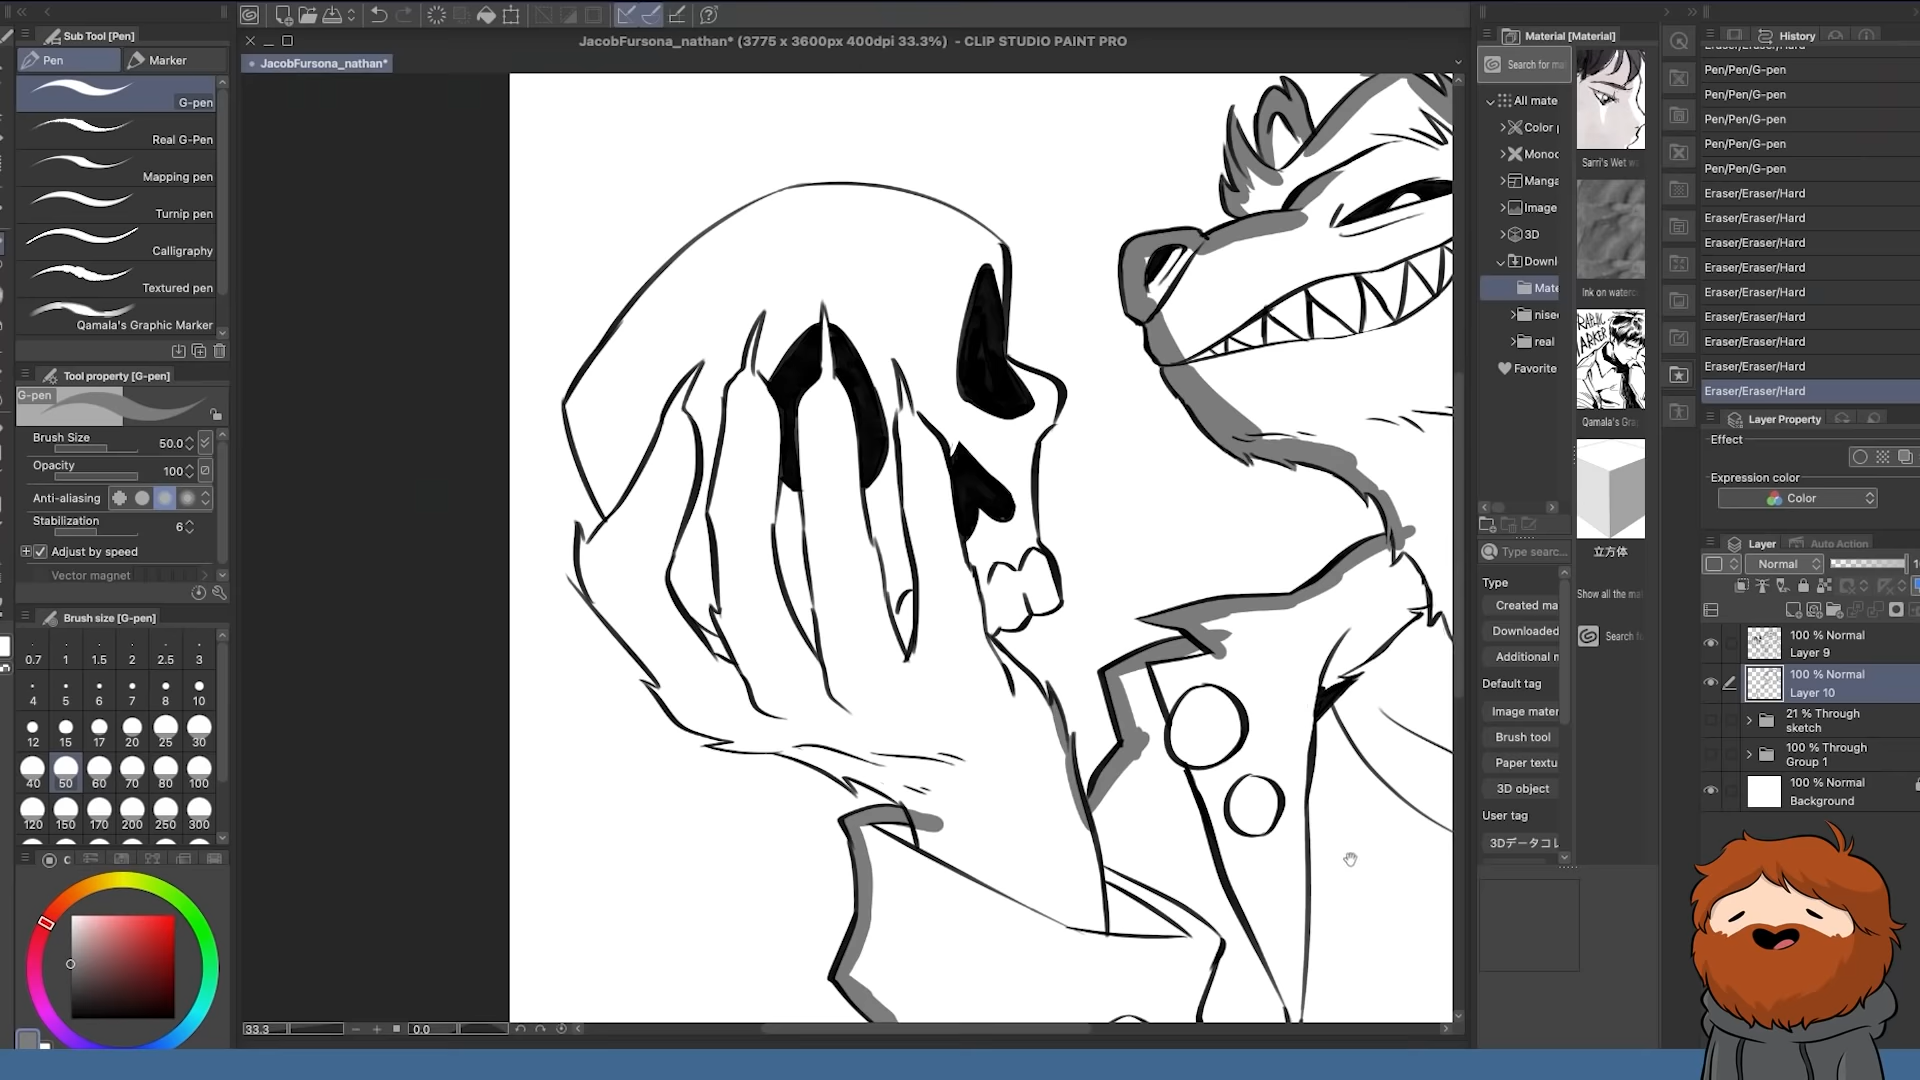 Sub Tool [Pen]
Pen
Marker
G-pen
Real G-Pen
Mapping pen
Turnip pen
Calligraphy
Textured pen
Qamala's Graphic Marker
Tool property [G-pen]
G-pen
Brush Size 50.0
Opacity 100
Anti-aliasing
Stabilization 6
Adjust by speed
Vector magnet
Brush size [G-pen]
0.7 1 1.5 2 2.5 3
4 5 6 7 8 10
12 15 17 20 25 30
40 50 60 70 80 100
120 150 170 200 250 300
C
JacobFursona_nathan* (3775 x 3600px 400dpi 33.3%) - CLIP STUDIO PAINT PRO
JacobFursona_nathan*
33.3
0.0
Material [Material]
Search for ma
All mate
Color p
Monoc
Manga
Image
3D
Downl
Mate
nise
real
Favorite
Type searc...
Type
Created ma
Downloaded
Additional m
Default tag
Image mater
Brush tool
Paper textu
3D object
User tag
3Dデータコレ
Sarri's Wet w
Ink on waterc
Qamala's Gra
立方体
Show all the ma
Search f
History
Eraser/Eraser/Hard
Pen/Pen/G-pen
Pen/Pen/G-pen
Pen/Pen/G-pen
Pen/Pen/G-pen
Pen/Pen/G-pen
Eraser/Eraser/Hard
Eraser/Eraser/Hard
Eraser/Eraser/Hard
Eraser/Eraser/Hard
Eraser/Eraser/Hard
Eraser/Eraser/Hard
Eraser/Eraser/Hard
Eraser/Eraser/Hard
Eraser/Eraser/Hard
Layer Property
Effect
Expression color
Color
Layer
Auto Action
Normal
100 % Normal
Layer 9
100 % Normal
Layer 10
21 % Through
sketch
100 % Through
Group 1
100 % Normal
Background